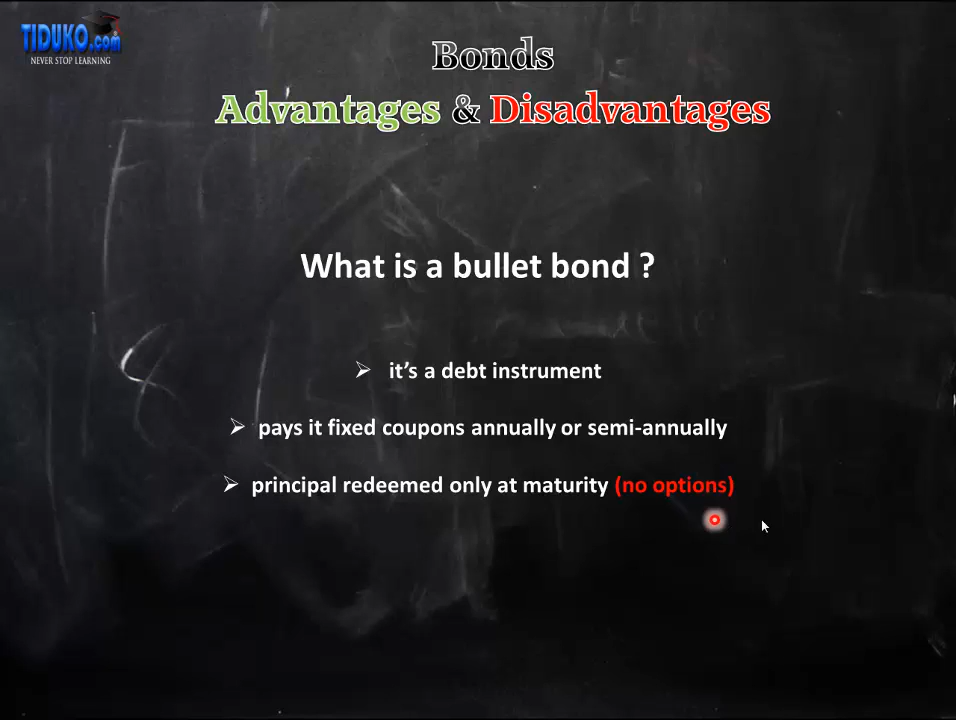 TIDUKO.com
NEVER STOP LEARNING
Bonds
Advantages & Disadvantages
What is a bullet bond ?
➢ it's a debt instrument
➢ pays it fixed coupons annually or semi-annually
➢ principal redeemed only at maturity (no options)